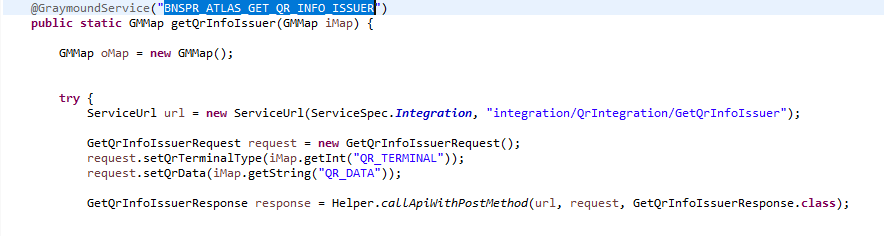 @GraymoundService("BNSPR_ATLAS_GET_QR_INFO_ISSUER")
public static GMMap getQrInfoIssuer(GMMap iMap) {
GMMap oMap = new GMMap();
try {
ServiceUrl url = new ServiceUrl(ServiceSpec.Integration, "integration/QrIntegration/GetQrInfoIssuer");
GetQrInfoIssuerRequest request = new GetQrInfoIssuerRequest();
request.setQrTerminalType(iMap.getInt("QR_TERMINAL"));
request.setQrData(iMap.getString("QR_DATA"));
GetQrInfoIssuerResponse response = Helper.callApiWithPostMethod(url, request, GetQrInfoIssuerResponse.class);